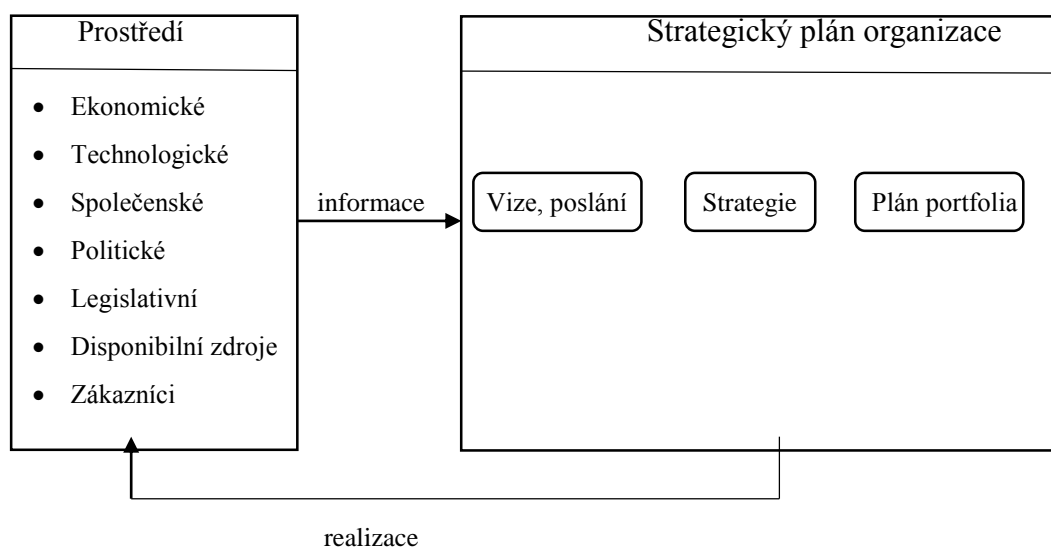 Prostředí
Strategický plán organizace
• Ekonomické
• Technologické
• Společenské
• Politické
• Legislativní
• Disponibilní zdroje
• Zákazníci
informace
Vize, poslání
Strategie
Plán portfolia
realizace